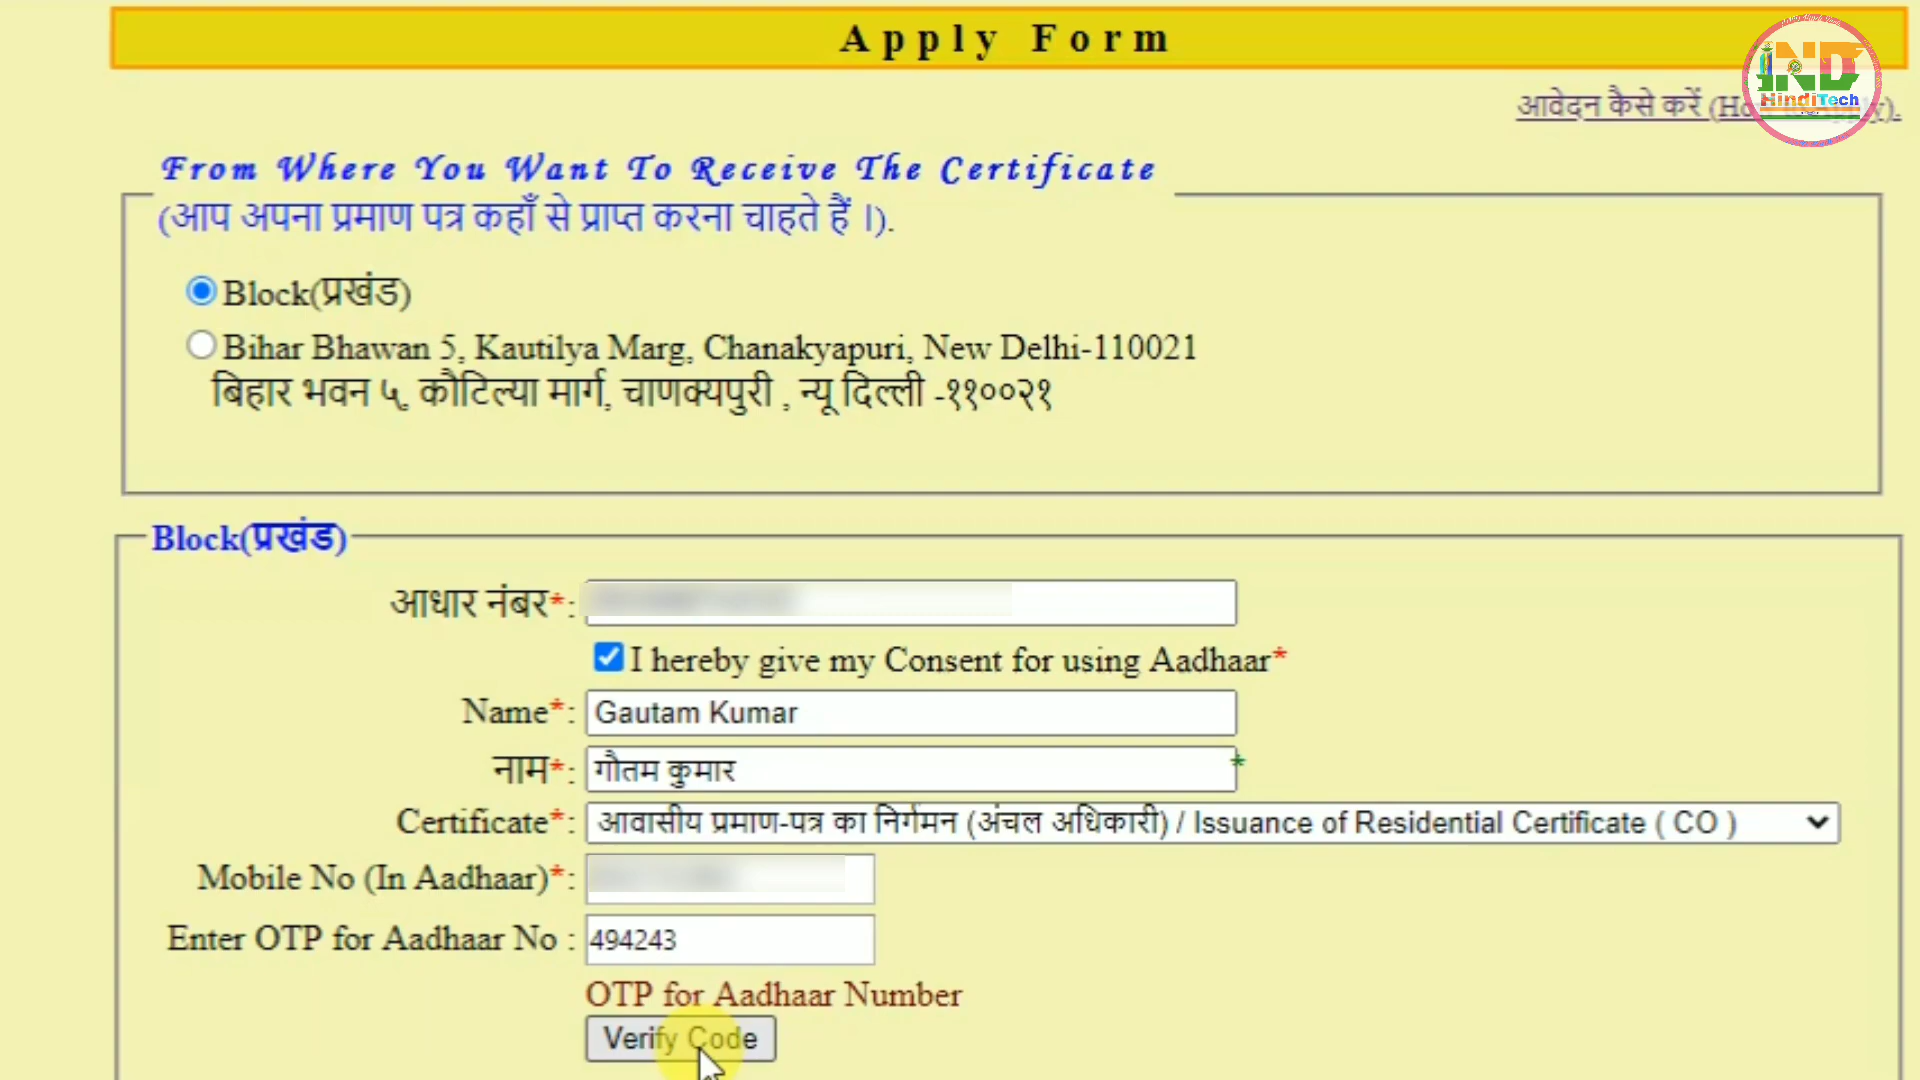 Apply Form
IND
HindiTech
आवेदन कैसे करें
From Where You Want To Receive The Certificate
(आप अपना प्रमाण पत्र कहाँ से प्राप्त करना चाहते हैं ।).
Block(प्रखंड)
Bihar Bhawan 5, Kautilya Marg, Chanakyapuri, New Delhi-110021
बिहार भवन ५, कौटिल्या मार्ग, चाणक्यपुरी , न्यू दिल्ली -११००२१
Block(प्रखंड)
आधार नंबर*:
I hereby give my Consent for using Aadhaar*
Name*: Gautam Kumar
नाम*: गौतम कुमार *
Certificate*: आवासीय प्रमाण-पत्र का निर्गमन (अंचल अधिकारी) / Issuance of Residential Certificate ( CO )
Mobile No (In Aadhaar)*:
Enter OTP for Aadhaar No : 494243
OTP for Aadhaar Number
Verify Code